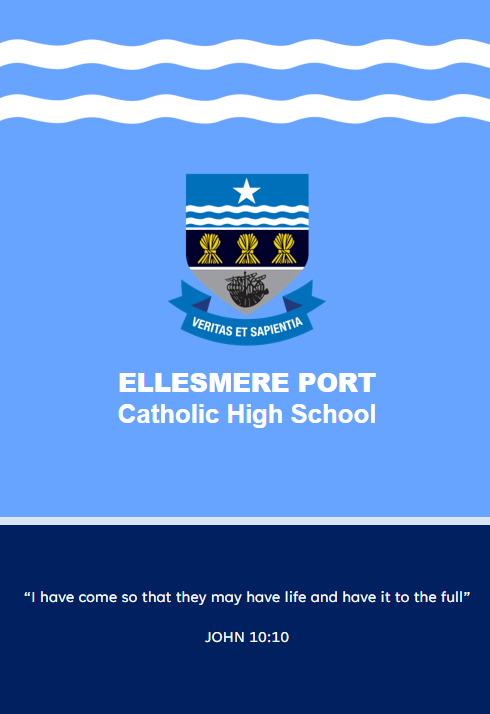 VERITAS ET SAPIENTIA
ELLESMERE PORT
Catholic High School
“I have come so that they may have life and have it to the full”
JOHN 10:10